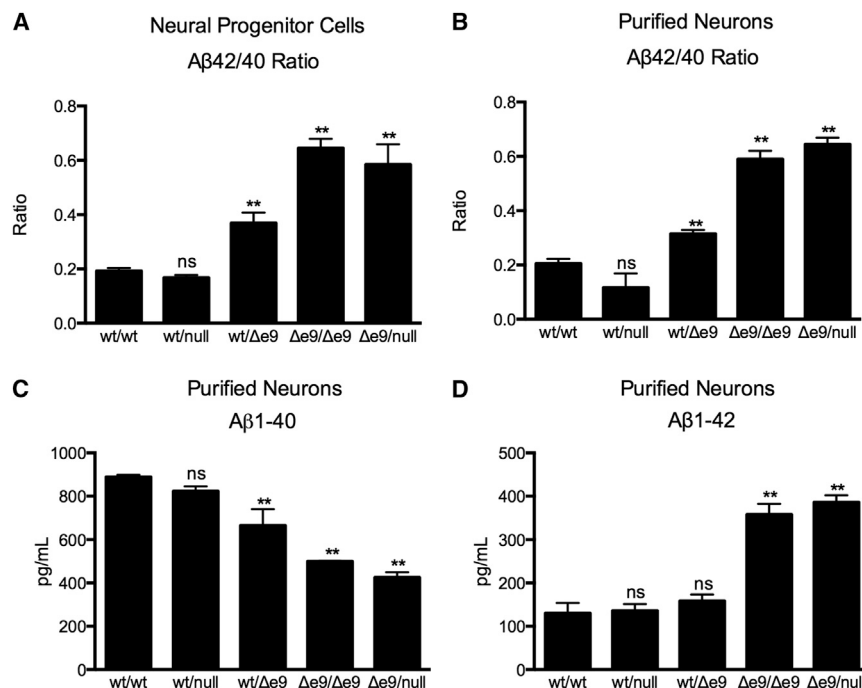 A
Neural Progenitor Cells
Aβ42/40 Ratio
Ratio
0.8
0.6
0.4
0.2
0.0
ns
**
**
**
wt/wt wt/null wt/Δe9 Δe9/Δe9 Δe9/null
B
Purified Neurons
Aβ42/40 Ratio
Ratio
0.8
0.6
0.4
0.2
0.0
ns
**
**
**
wt/wt wt/null wt/Δe9 Δe9/Δe9 Δe9/null
C
Purified Neurons
Aβ1-40
pg/mL
1000
800
600
400
200
0
ns
**
**
**
wt/wt wt/null wt/Δe9 Δe9/Δe9 Δe9/null
D
Purified Neurons
Aβ1-42
pg/mL
500
400
300
200
100
0
ns
ns
**
**
wt/wt wt/null wt/Δe9 Δe9/Δe9 Δe9/null